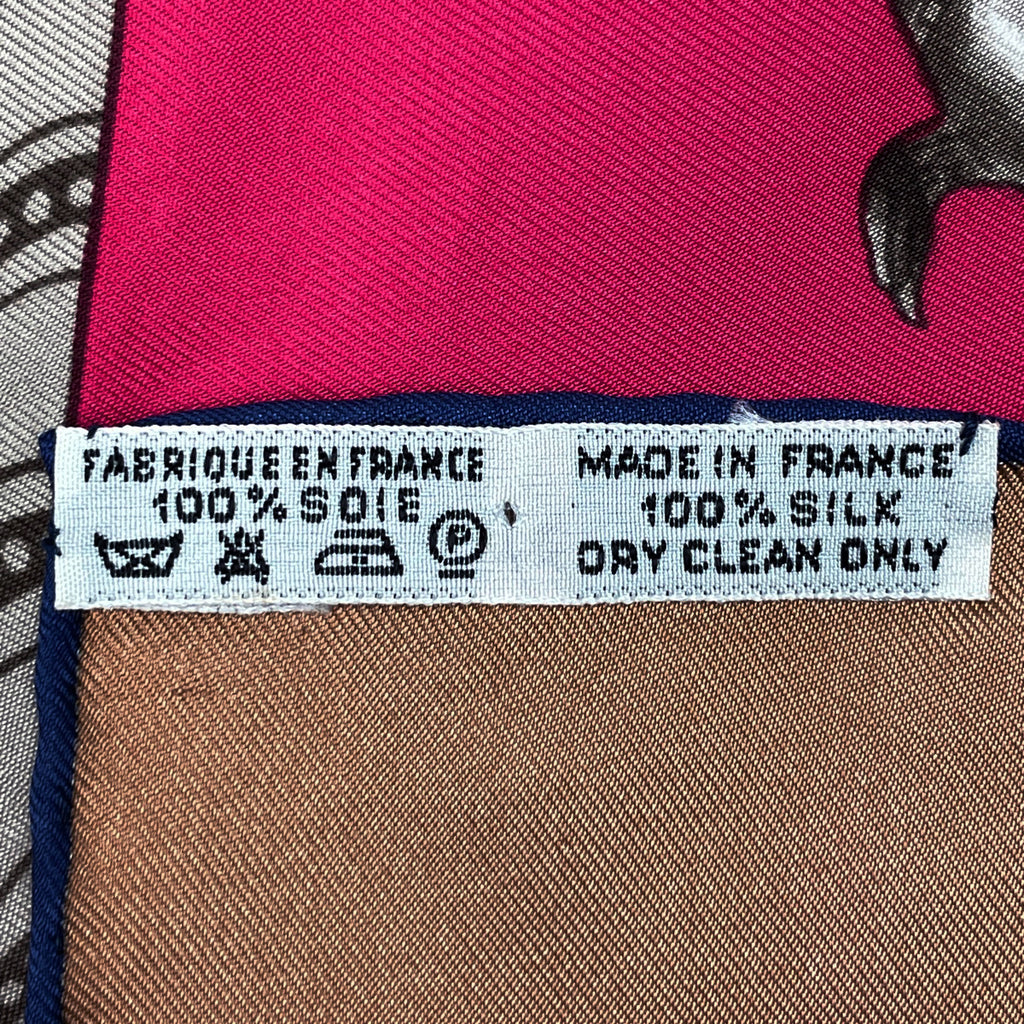 FABRIQUE EN FRANCE
100% SOIE
P
MADE IN FRANCE
100% SILK
DRY CLEAN ONLY